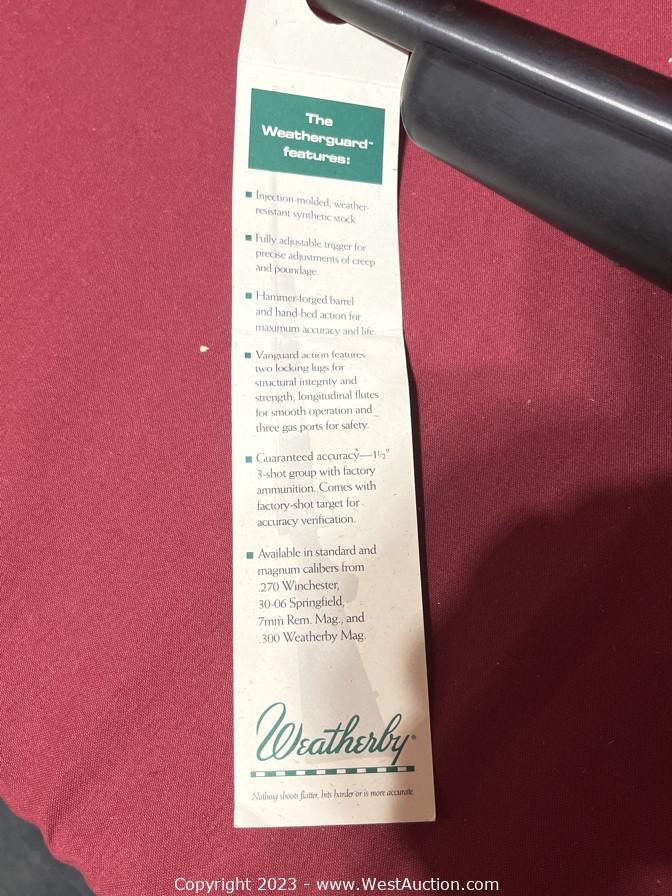 The
Weatherguard™
features:
Injection-molded, weather-
resistant synthetic stock.
Fully adjustable trigger for
precise adjustments of creep
and poundage.
Hammer-forged barrel
and hand-bed action for
maximum accuracy and life.
Vanguard action features
two locking lugs for
structural integrity and
strength, longitudinal flutes
for smooth operation and
three gas ports for safety.
Guaranteed accuracy—1½"
3-shot group with factory
ammunition. Comes with
factory-shot target for
accuracy verification.
Available in standard and
magnum calibers from
.270 Winchester,
30-06 Springfield,
7mm Rem. Mag., and
.300 Weatherby Mag.
Weatherby®
Nothing shoots flatter, hits harder or is more accurate.
Copyright 2023 - www.WestAuction.com